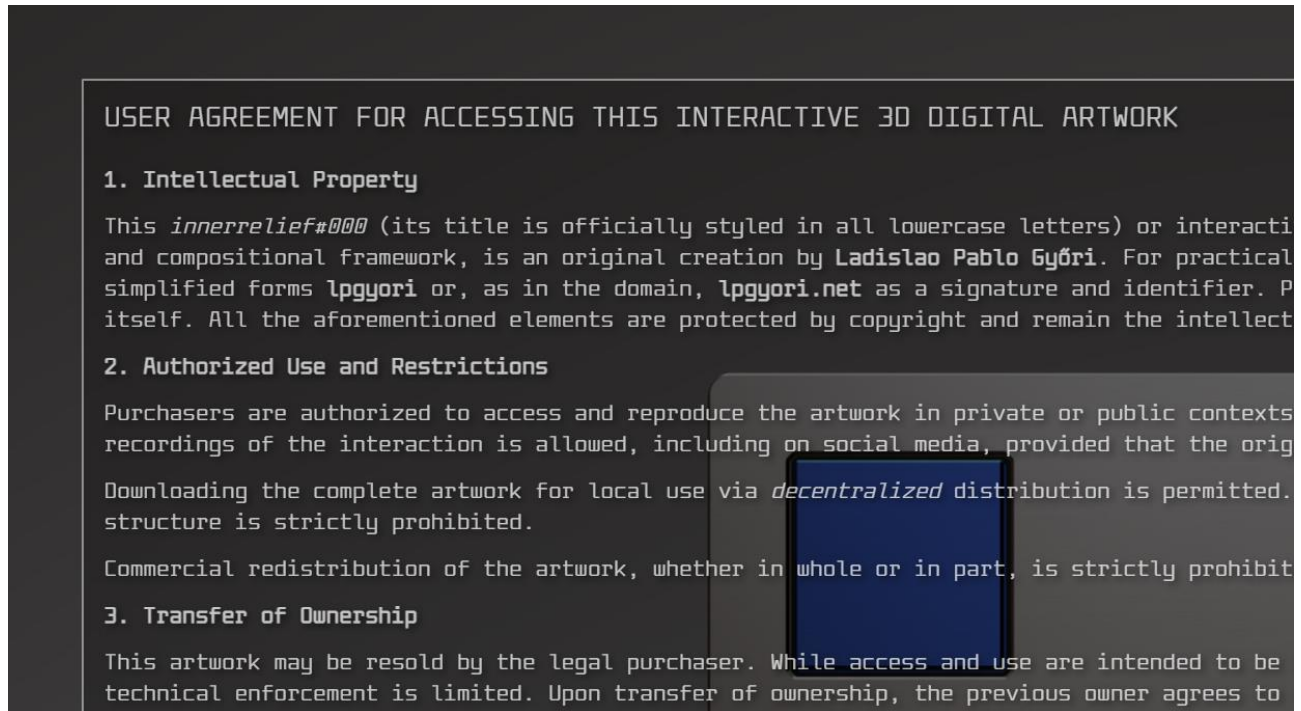 USER AGREEMENT FOR ACCESSING THIS INTERACTIVE 3D DIGITAL ARTWORK
1. Intellectual Property
This innerrelief#000 (its title is officially styled in all lowercase letters) or interacti
and compositional framework, is an original creation by Ladislao Pablo Győri. For practical
simplified forms lpgyori or, as in the domain, lpgyori.net as a signature and identifier. P
itself. All the aforementioned elements are protected by copyright and remain the intellect
2. Authorized Use and Restrictions
Purchasers are authorized to access and reproduce the artwork in private or public contexts
recordings of the interaction is allowed, including on social media, provided that the orig
Downloading the complete artwork for local use via decentralized distribution is permitted.
structure is strictly prohibited.
Commercial redistribution of the artwork, whether in whole or in part, is strictly prohibit
3. Transfer of Ownership
This artwork may be resold by the legal purchaser. While access and use are intended to be
technical enforcement is limited. Upon transfer of ownership, the previous owner agrees to